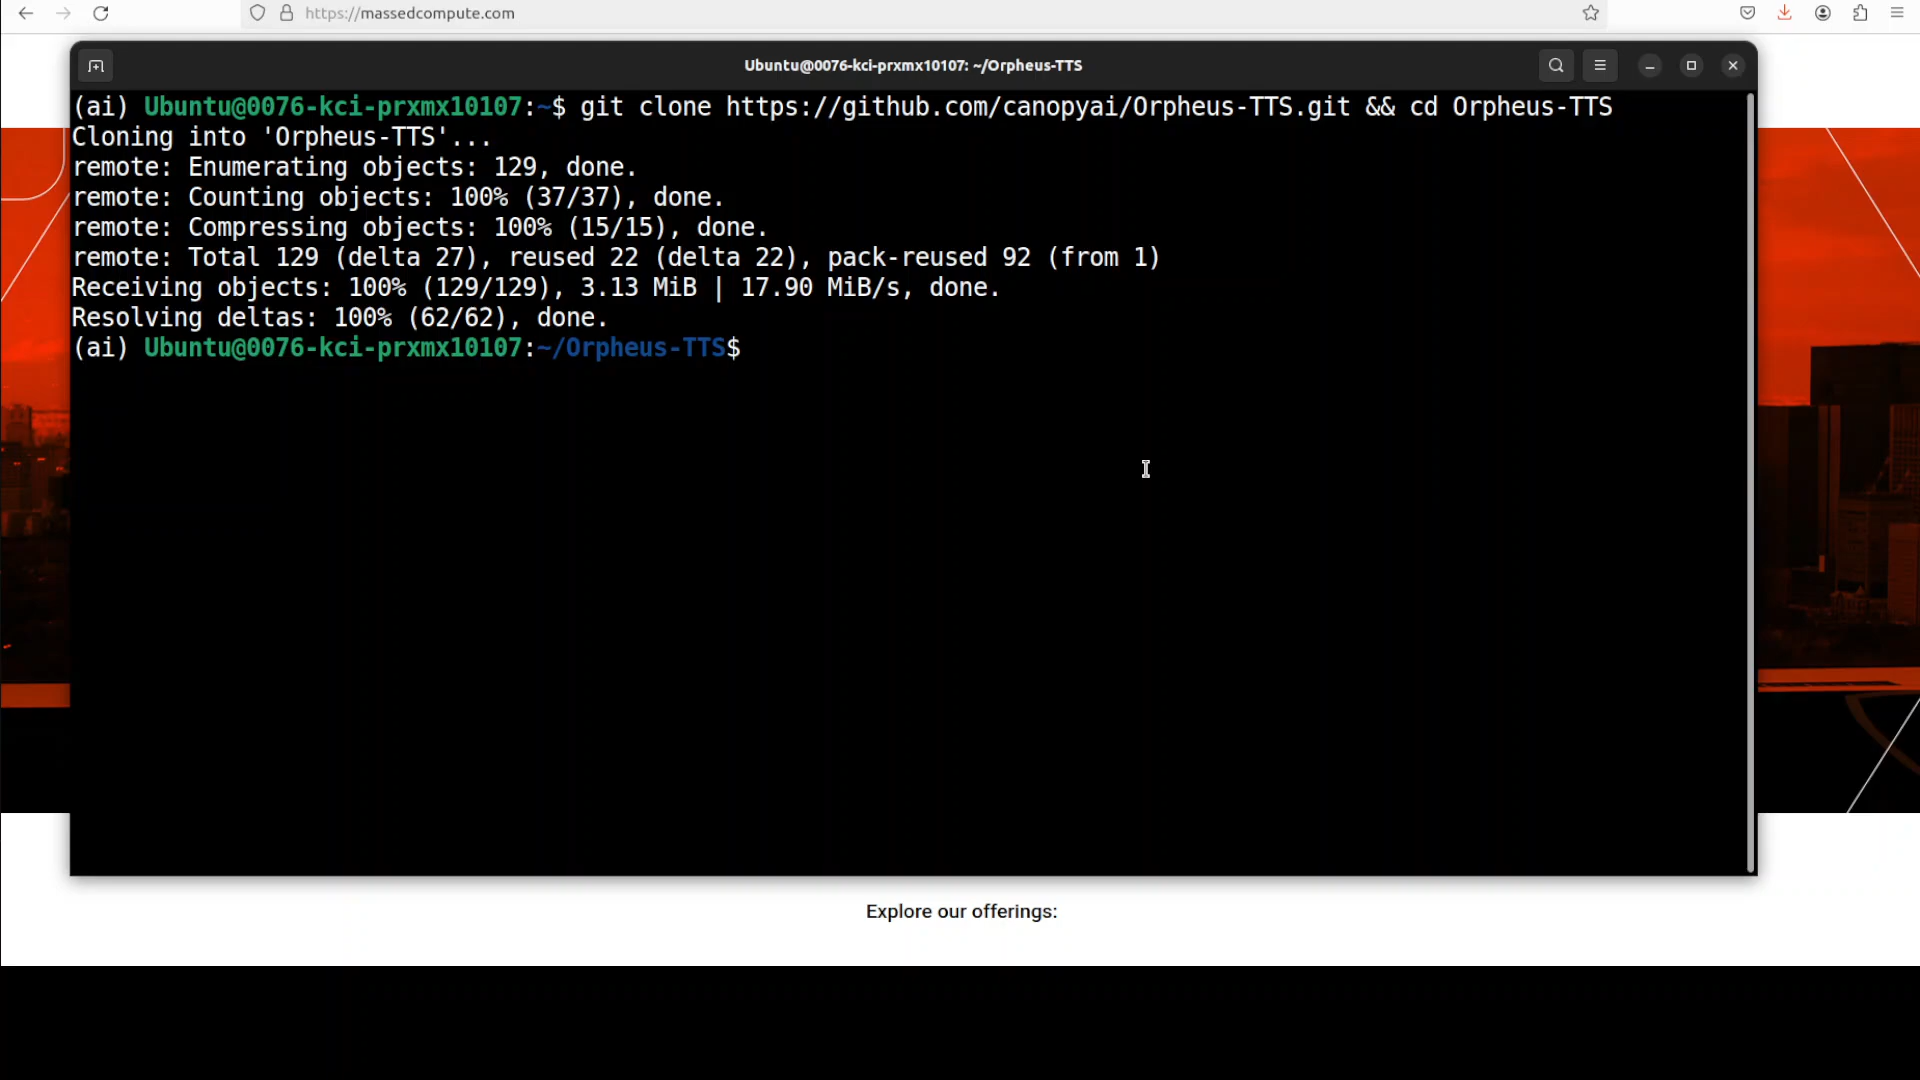 https://massedcompute.com
Ubuntu@0076-kci-prxmx10107: ~/Orpheus-TTS
(ai) Ubuntu@0076-kci-prxmx10107:~$ git clone https://github.com/canopyai/Orpheus-TTS.git && cd Orpheus-TTS
Cloning into 'Orpheus-TTS'...
remote: Enumerating objects: 129, done.
remote: Counting objects: 100% (37/37), done.
remote: Compressing objects: 100% (15/15), done.
remote: Total 129 (delta 27), reused 22 (delta 22), pack-reused 92 (from 1)
Receiving objects: 100% (129/129), 3.13 MiB | 17.90 MiB/s, done.
Resolving deltas: 100% (62/62), done.
(ai) Ubuntu@0076-kci-prxmx10107:~/Orpheus-TTS$
Explore our offerings: